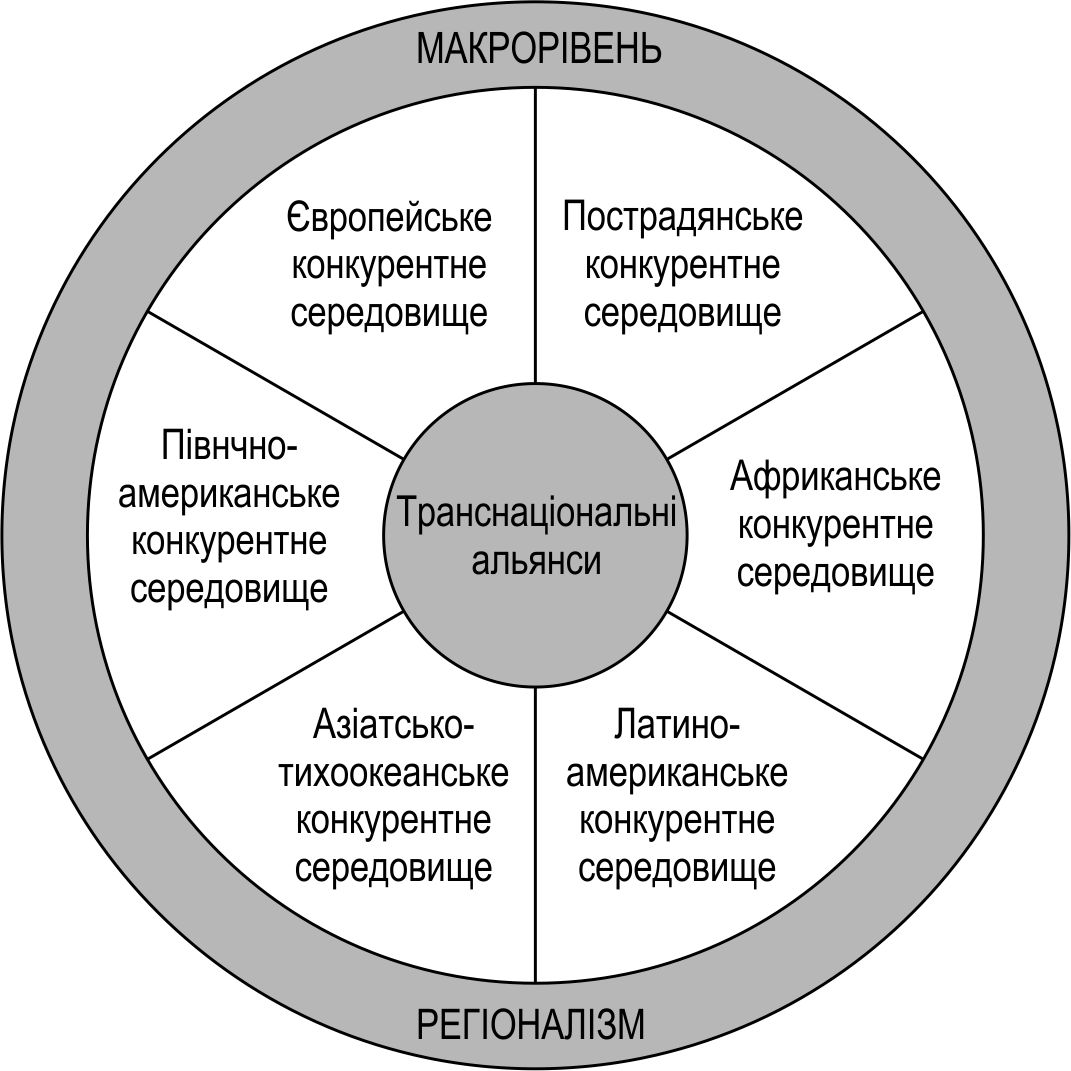 МАКРОРІВЕНЬ
Європейське
конкурентне
середовище
Пострадянське
конкурентне
середовище
Півнчно-
американське
конкурентне
середовище
Транснаціональні
альянси
Африканське
конкурентне
середовище
Азіатсько-
тихоокеанське
конкурентне
середовище
Латино-
американське
конкурентне
середовище
РЕГІОНАЛІЗМ